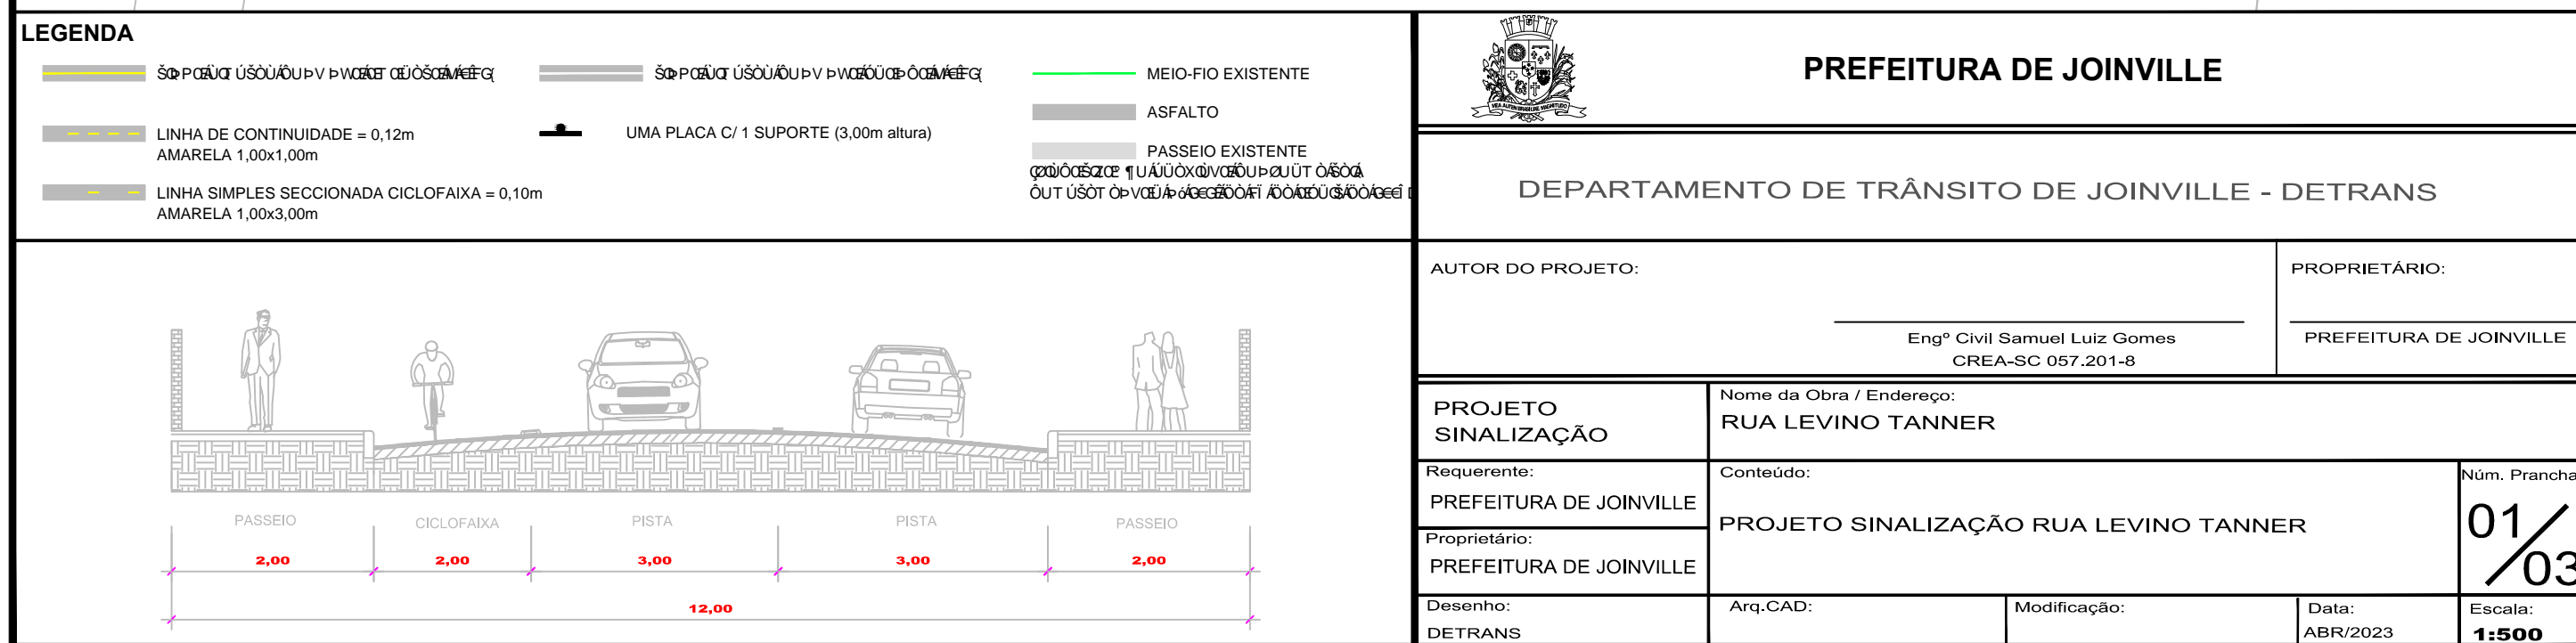 LEGENDA
LINHA DE CONTINUIDADE = 0,12m
AMARELA 1,00x1,00m
LINHA SIMPLES SECCIONADA CICLOFAIXA = 0,10m
AMARELA 1,00x3,00m
UMA PLACA C/ 1 SUPORTE (3,00m altura)
MEIO-FIO EXISTENTE
ASFALTO
PASSEIO EXISTENTE
PASSEIO
CICLOFAIXA
PISTA
PISTA
PASSEIO
2,00
2,00
3,00
3,00
2,00
12,00
PREFEITURA DE JOINVILLE
DEPARTAMENTO DE TRÂNSITO DE JOINVILLE - DETRANS
AUTOR DO PROJETO:
Engº Civil Samuel Luiz Gomes
CREA-SC 057.201-8
PROPRIETÁRIO:
PREFEITURA DE JOINVILLE
PROJETO
SINALIZAÇÃO
Nome da Obra / Endereço:
RUA LEVINO TANNER
Requerente:
PREFEITURA DE JOINVILLE
Proprietário:
PREFEITURA DE JOINVILLE
Conteúdo:
PROJETO SINALIZAÇÃO RUA LEVINO TANNER
Núm. Prancha
01/03
Desenho:
DETRANS
Arq.CAD:
Modificação:
Data:
ABR/2023
Escala:
1:500